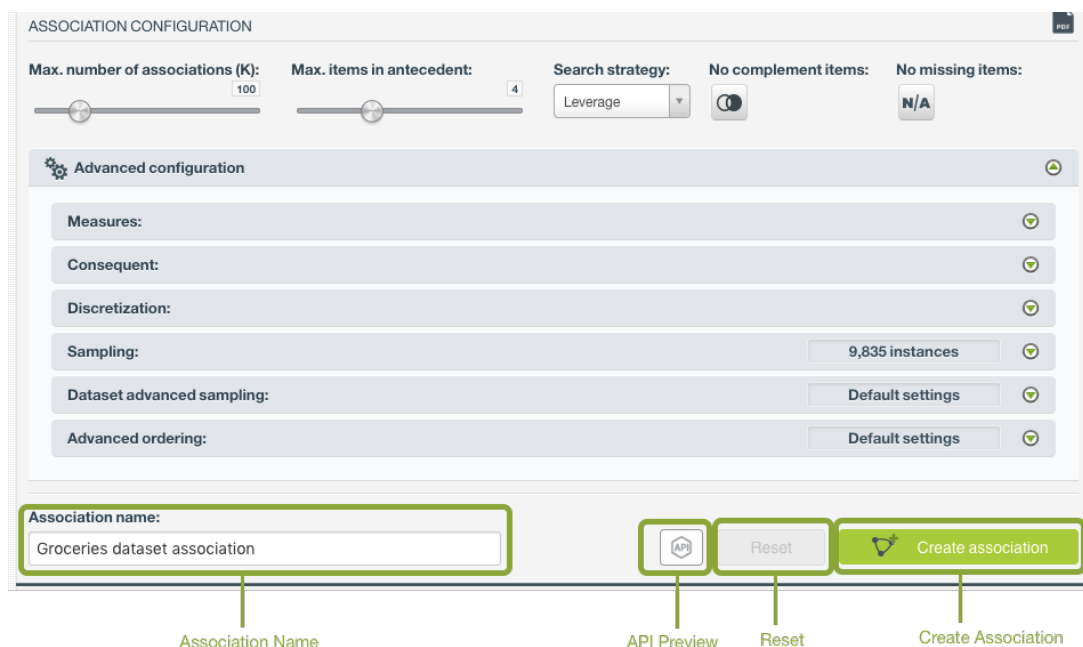 ASSOCIATION CONFIGURATION
PDF
Max. number of associations (K):
100
Max. items in antecedent:
4
Search strategy:
Leverage
No complement items:
No missing items:
N/A
Advanced configuration
Measures:
Consequent:
Discretization:
Sampling:
9,835 instances
Dataset advanced sampling:
Default settings
Advanced ordering:
Default settings
Association name:
Groceries dataset association
API
Reset
Create association
Association Name
API Preview
Reset
Create Association